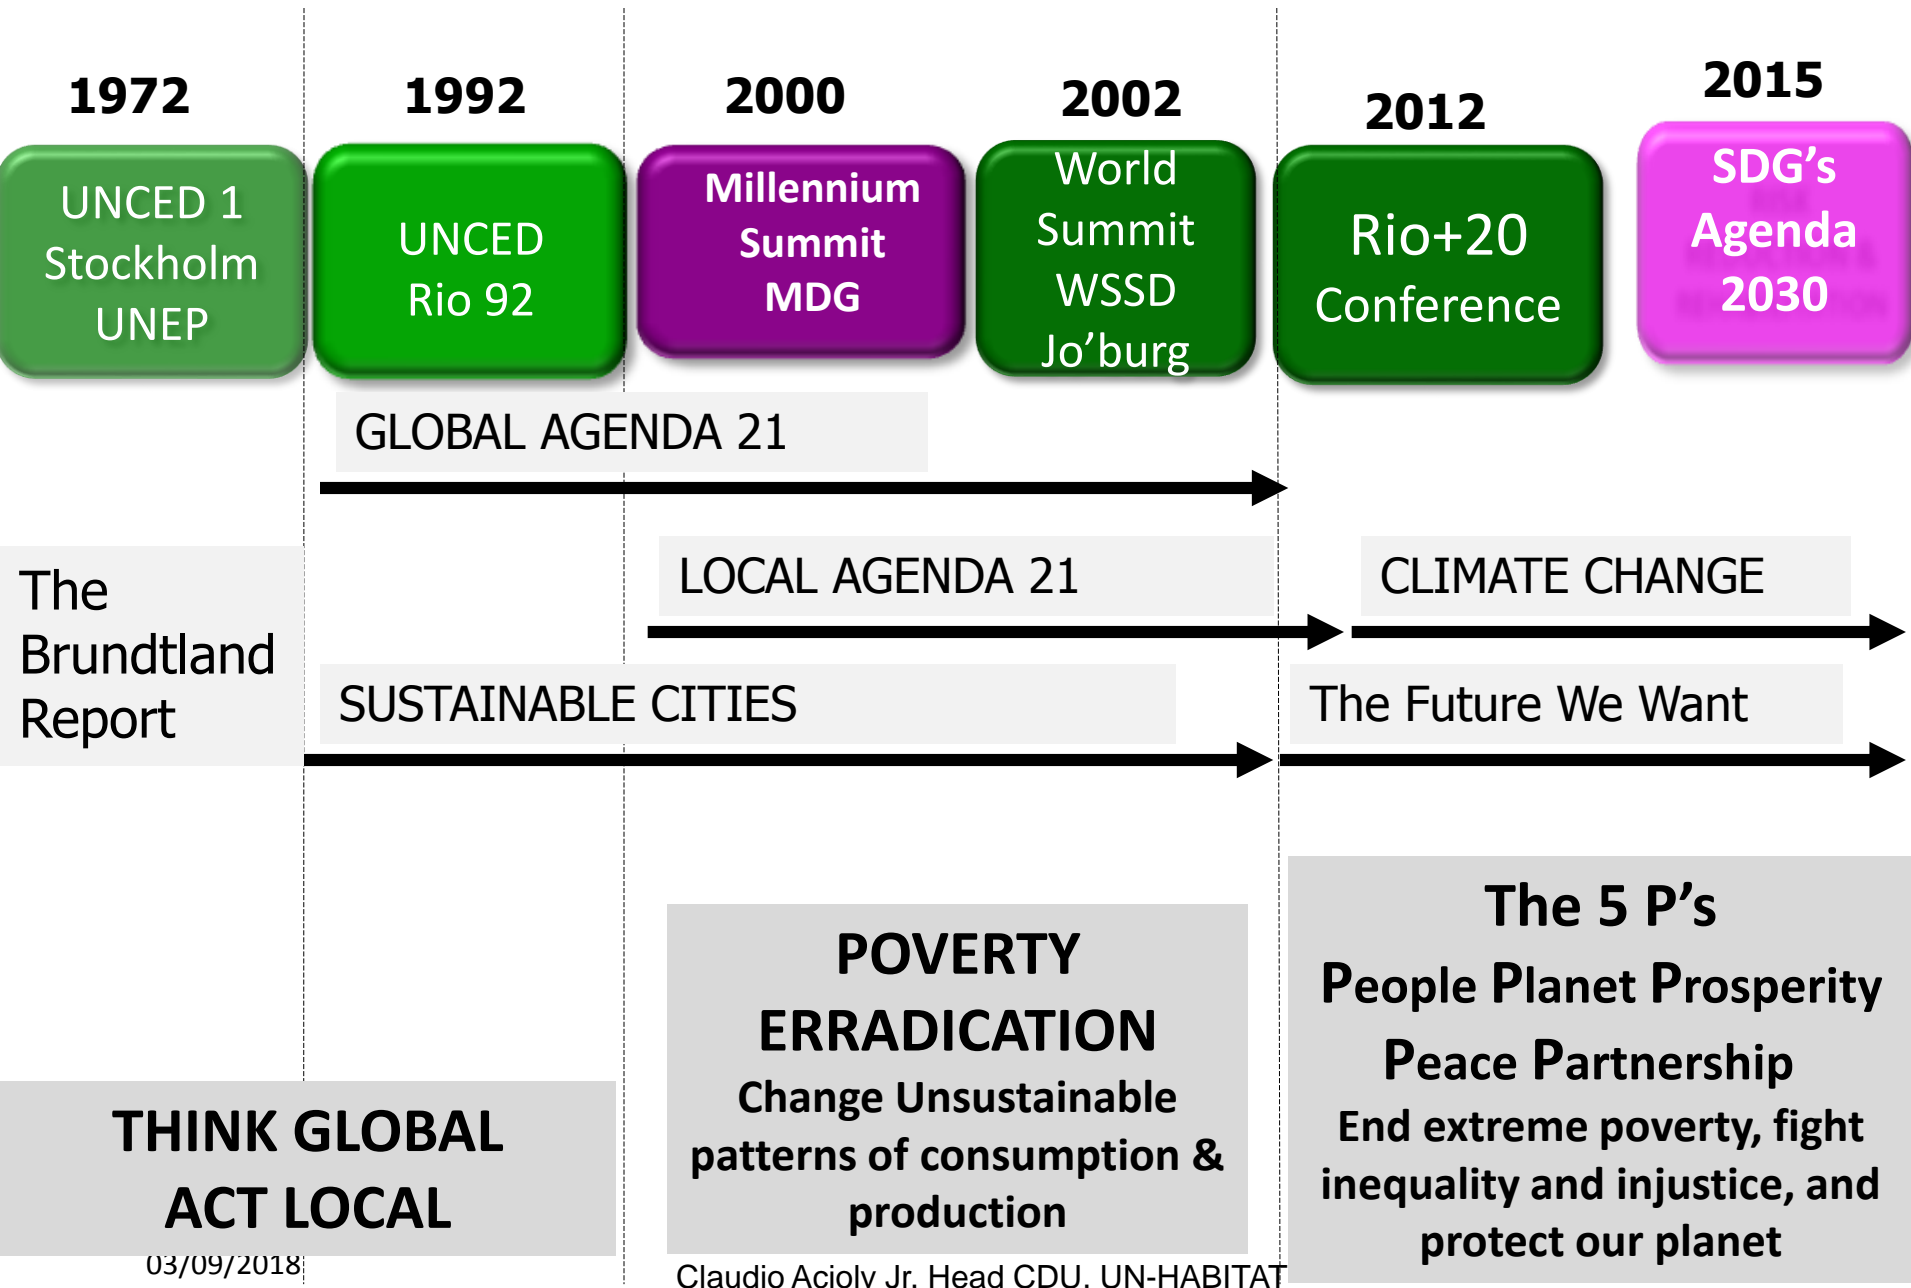 1972
1992
2000
2002
2012
2015
UNCED 1
Stockholm
UNEP
UNCED
Rio 92
Millennium
Summit
MDG
World
Summit
WSSD
Jo’burg
Rio+20
Conference
SDG’s
Agenda
2030
GLOBAL AGENDA 21
The
Brundtland
Report
LOCAL AGENDA 21
CLIMATE CHANGE
SUSTAINABLE CITIES
The Future We Want
THINK GLOBAL
ACT LOCAL
POVERTY
ERRADICATION
Change Unsustainable
patterns of consumption &
production
The 5 P’s
People Planet Prosperity
Peace Partnership
End extreme poverty, fight
inequality and injustice, and
protect our planet
03/09/2018
Claudio Acioly Jr. Head CDU, UN-HABITAT